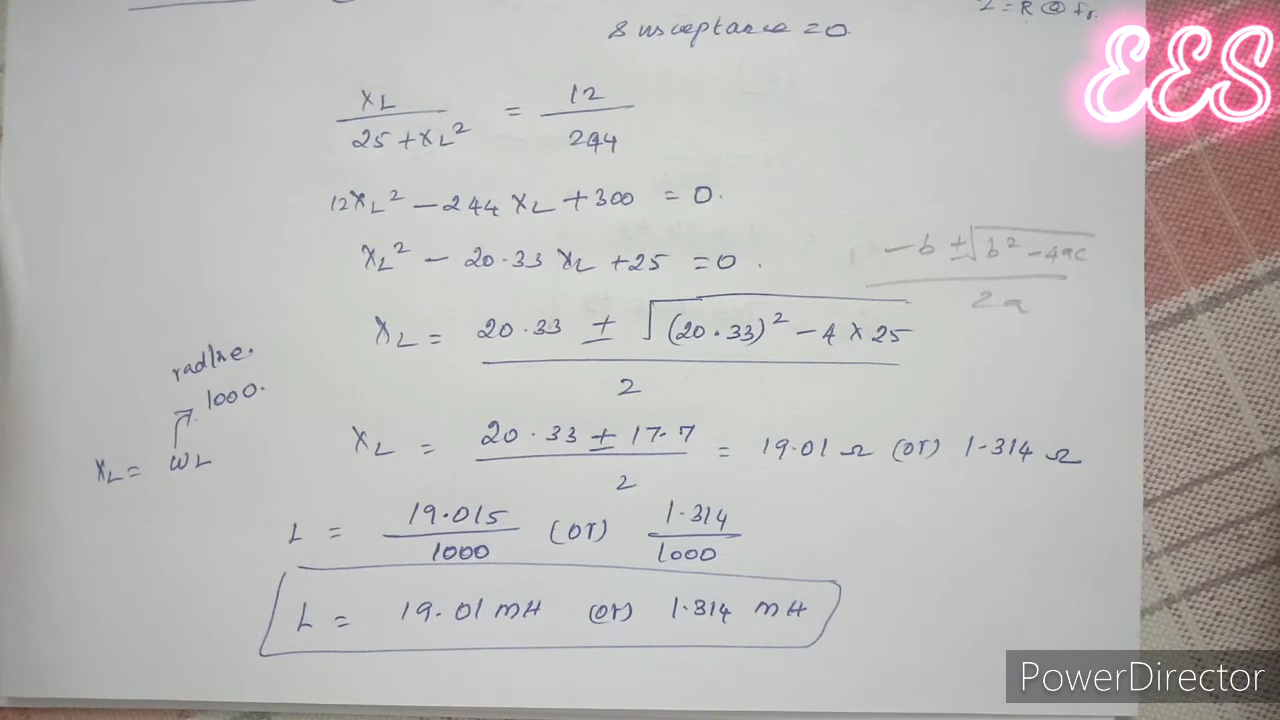 Z = R @ fr.
Susceptance = 0
EES
XL / 25 + XL² = 12 / 244
12XL² - 244 XL + 300 = 0.
XL² - 20.33 XL + 25 = 0.
-b ± √b² - 4ac / 2a
XL = 20.33 ± √(20.33)² - 4 × 25 / 2
rad/se.
1000.
XL = ωL
XL = 20.33 ± 17.7 / 2 = 19.01 Ω (or) 1.314 Ω
L = 19.015 / 1000 (or) 1.314 / 1000
L = 19.01 mH (or) 1.314 mH
PowerDirector